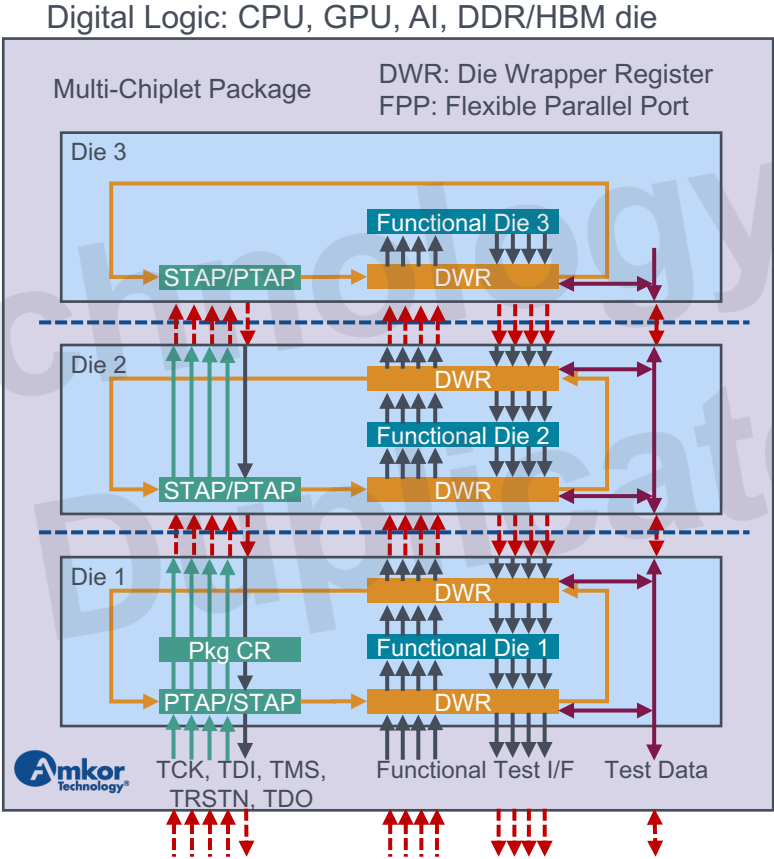 Digital Logic: CPU, GPU, AI, DDR/HBM die
Multi-Chiplet Package
DWR: Die Wrapper Register
FPP: Flexible Parallel Port
Die 3
Functional Die 3
STAP/PTAP
DWR
Die 2
DWR
Functional Die 2
STAP/PTAP
DWR
Die 1
DWR
Pkg CR
Functional Die 1
PTAP/STAP
DWR
Amkor
Technology®
TCK, TDI, TMS,
TRSTN, TDO
Functional Test I/F
Test Data
chnology
Duplicat